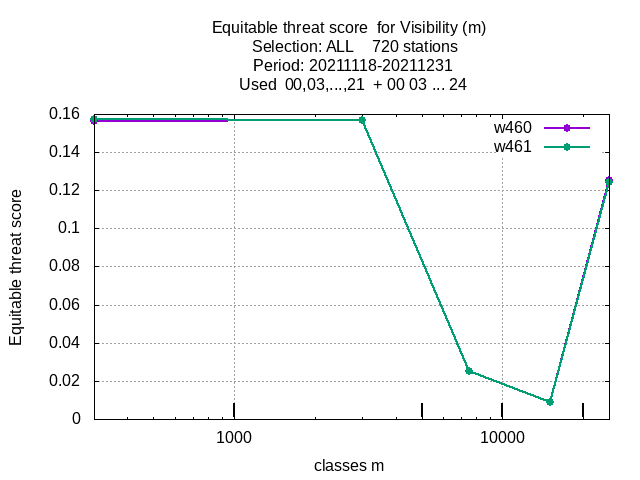 Equitable threat score  for Visibility (m)
Selection: ALL    720 stations
Period: 20211118-20211231
Used  00,03,...,21  + 00 03 ... 24
Equitable threat score
0.16
0.14
0.12
0.1
0.08
0.06
0.04
0.02
0
w460
w461
1000
10000
classes m